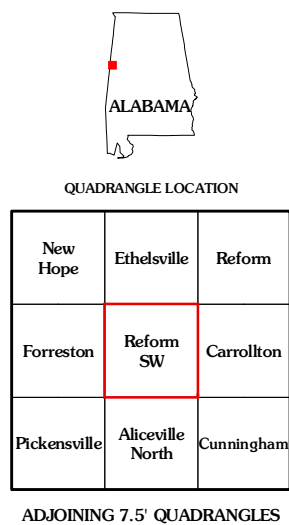 ALABAMA
QUADRANGLE LOCATION
New
Hope
Ethelsville
Reform
Forreston
Reform
SW
Carrollton
Pickensville
Aliceville
North
Cunningham
ADJOINING 7.5' QUADRANGLES